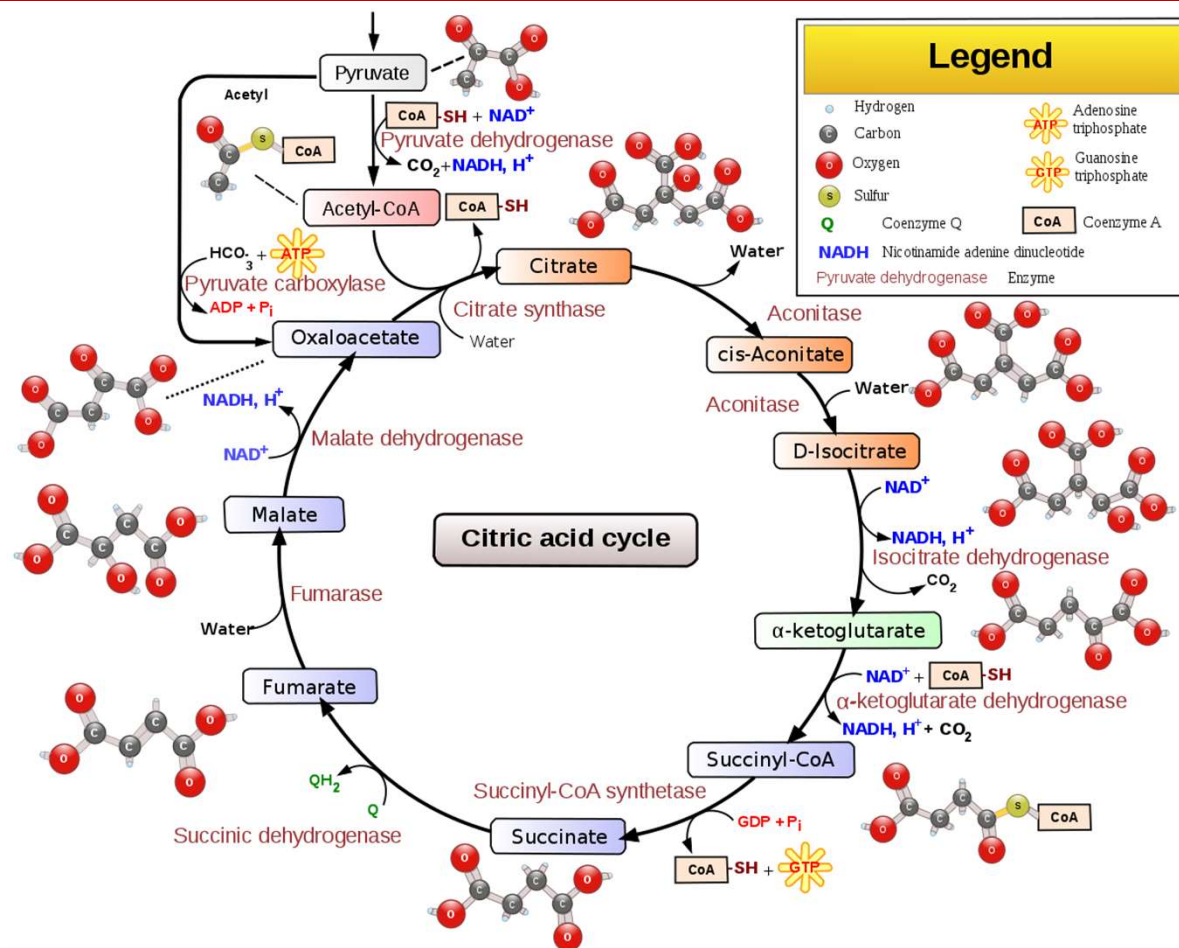 Pyruvate
Acetyl
CoA -SH + NAD⁺
Pyruvate dehydrogenase
CO₂+NADH, H⁺
S CoA
Acetyl-CoA
CoA -SH
HCO₃⁻ + ATP
Pyruvate carboxylase
ADP + Pᵢ
Citrate
Water
Citrate synthase
Water
Oxaloacetate
Aconitase
cis-Aconitate
Water
Aconitase
D-Isocitrate
NAD⁺
NADH, H⁺
Isocitrate dehydrogenase
CO₂
α-ketoglutarate
NAD⁺ + CoA -SH
α-ketoglutarate dehydrogenase
NADH, H⁺ + CO₂
Succinyl-CoA
S CoA
Succinyl-CoA synthetase
GDP + Pᵢ
CoA -SH + GTP
Succinate
Succinic dehydrogenase
Q
QH₂
Fumarate
Water
Fumarase
Malate
Malate dehydrogenase
NAD⁺
NADH, H⁺
Citric acid cycle
Legend
Hydrogen
C Carbon
O Oxygen
S Sulfur
Q Coenzyme Q
ATP Adenosine
triphosphate
GTP Guanosine
triphosphate
CoA Coenzyme A
NADH Nicotinamide adenine dinucleotide
Pyruvate dehydrogenase Enzyme